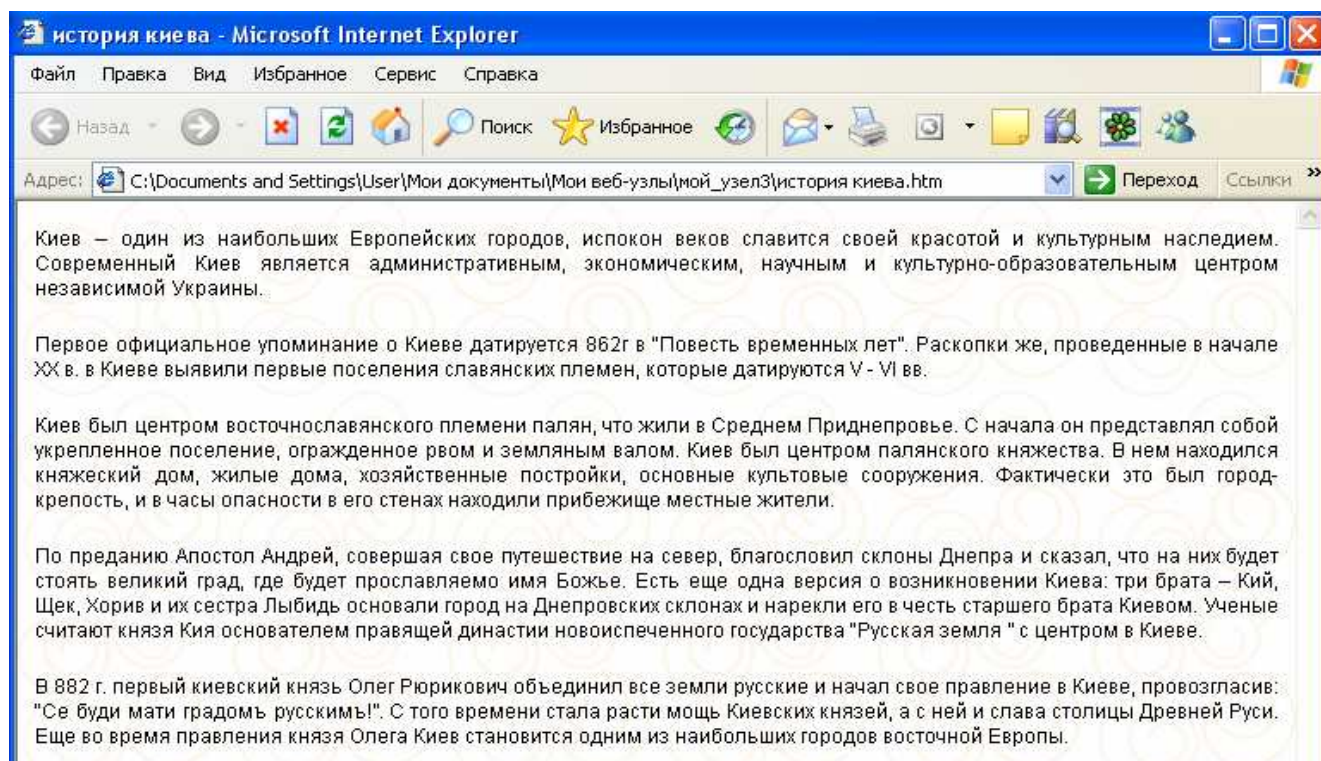 история киева - Microsoft Internet Explorer
Файл Правка Вид Избранное Сервис Справка
Назад Поиск Избранное
Адрес: C:\Documents and Settings\User\Мои документы\Мои веб-узлы\мой_узел3\история киева.htm Переход Ссылки »
Киев – один из наибольших Европейских городов, испокон веков славится своей красотой и культурным наследием.
Современный Киев является административным, экономическим, научным и культурно-образовательным центром
независимой Украины.
Первое официальное упоминание о Киеве датируется 862г в "Повесть временных лет". Раскопки же, проведенные в начале
XX в. в Киеве выявили первые поселения славянских племен, которые датируются V - VI вв.
Киев был центром восточнославянского племени палян, что жили в Среднем Приднепровье. С начала он представлял собой
укрепленное поселение, огражденное рвом и земляным валом. Киев был центром палянского княжества. В нем находился
княжеский дом, жилые дома, хозяйственные постройки, основные культовые сооружения. Фактически это был город-
крепость, и в часы опасности в его стенах находили прибежище местные жители.
По преданию Апостол Андрей, совершая свое путешествие на север, благословил склоны Днепра и сказал, что на них будет
стоять великий град, где будет прославляемо имя Божье. Есть еще одна версия о возникновении Киева: три брата – Кий,
Щек, Хорив и их сестра Лыбидь основали город на Днепровских склонах и нарекли его в честь старшего брата Киевом. Ученые
считают князя Кия основателем правящей династии новоиспеченного государства "Русская земля " с центром в Киеве.
В 882 г. первый киевский князь Олег Рюрикович объединил все земли русские и начал свое правление в Киеве, провозгласив:
"Се буди мати градомъ русскимъ!". С того времени стала расти мощь Киевских князей, а с ней и слава столицы Древней Руси.
Еще во время правления князя Олега Киев становится одним из наибольших городов восточной Европы.